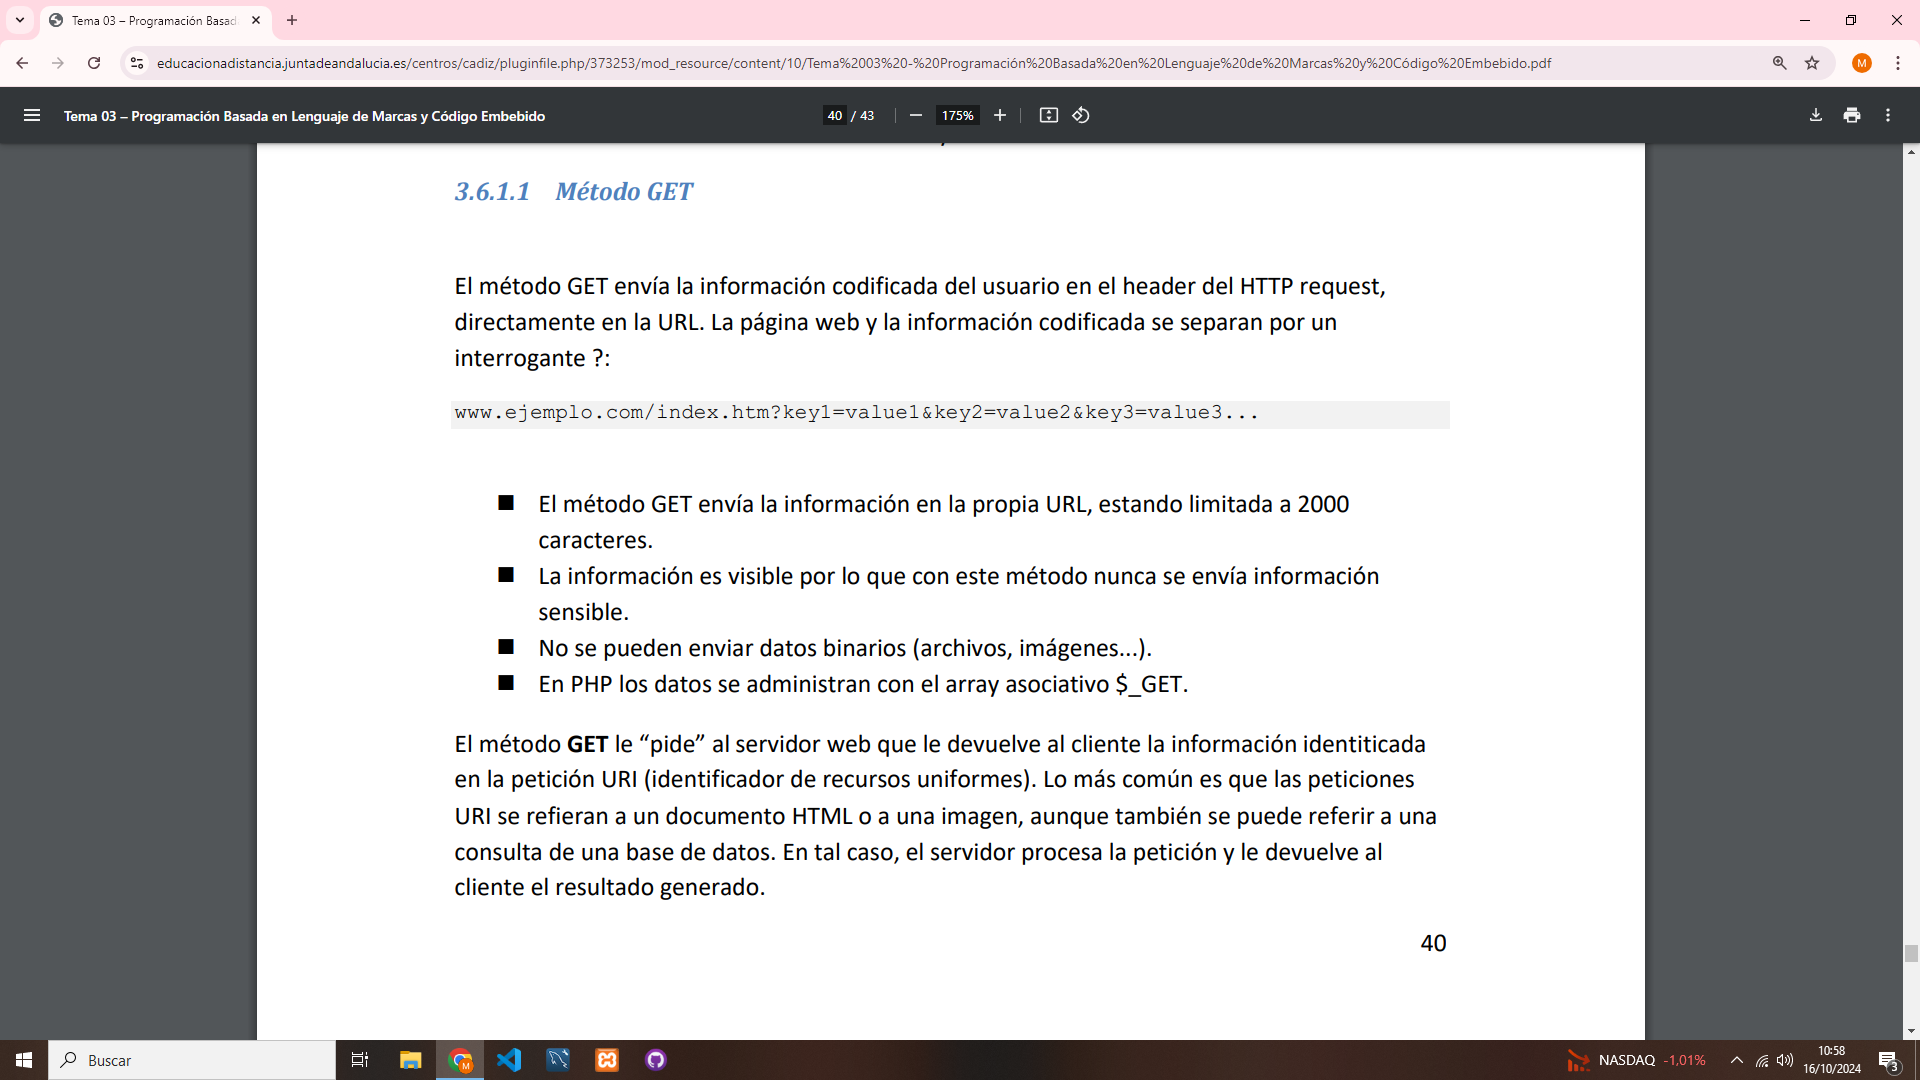 Tema 03 – Programación Basad
educacionadistancia.juntadeandalucia.es/centros/cadiz/pluginfile.php/373253/mod_resource/content/10/Tema%2003%20-%20Programación%20Basada%20en%20Lenguaje%20de%20Marcas%20y%20Código%20Embebido.pdf
M
Tema 03 – Programación Basada en Lenguaje de Marcas y Código Embebido
40 / 43
175%
3.6.1.1 Método GET
El método GET envía la información codificada del usuario en el header del HTTP request,
directamente en la URL. La página web y la información codificada se separan por un
interrogante ?:
www.ejemplo.com/index.htm?key1=value1&key2=value2&key3=value3...
El método GET envía la información en la propia URL, estando limitada a 2000
caracteres.
La información es visible por lo que con este método nunca se envía información
sensible.
No se pueden enviar datos binarios (archivos, imágenes...).
En PHP los datos se administran con el array asociativo $_GET.
El método GET le “pide” al servidor web que le devuelve al cliente la información identiticada
en la petición URI (identificador de recursos uniformes). Lo más común es que las peticiones
URI se refieran a un documento HTML o a una imagen, aunque también se puede referir a una
consulta de una base de datos. En tal caso, el servidor procesa la petición y le devuelve al
cliente el resultado generado.
40
Buscar
M
NASDAQ -1,01%
10:58
16/10/2024
3